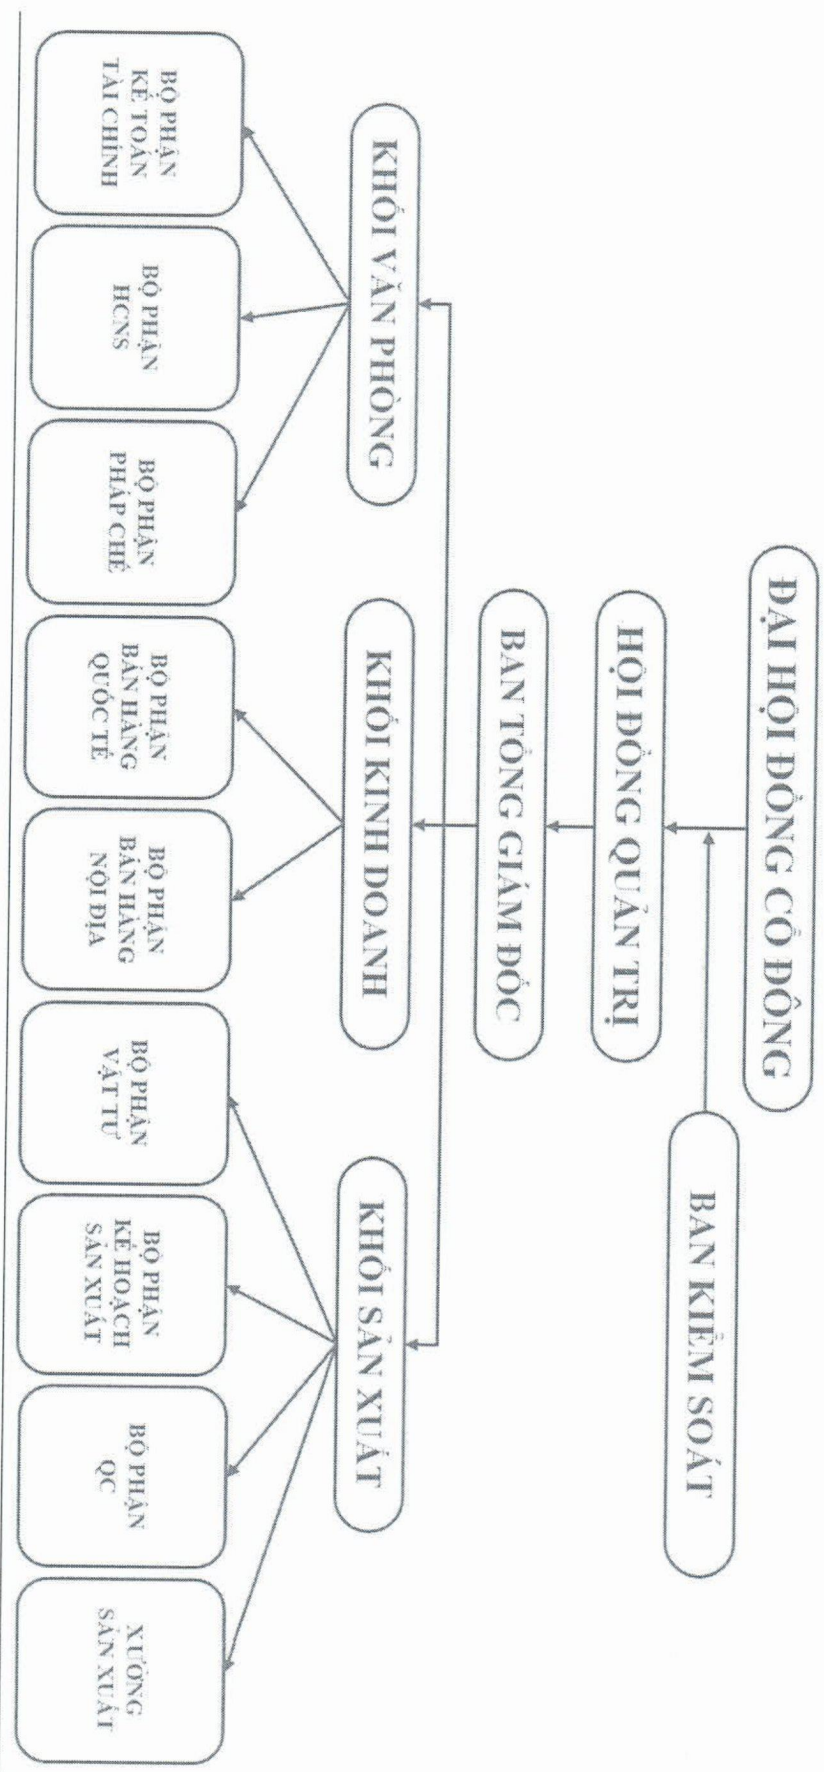 ĐẠI HỘI ĐỒNG CỔ ĐÔNG
BAN KIỂM SOÁT
HỘI ĐỒNG QUẢN TRỊ
BAN TỔNG GIÁM ĐỐC
KHỐI VĂN PHÒNG
KHỐI KINH DOANH
KHỐI SẢN XUẤT
BỘ PHẬN
KẾ TOÁN
TÀI CHÍNH
BỘ PHẬN
HCNS
BỘ PHẬN
PHÁP CHẾ
BỘ PHẬN
BÁN HÀNG
QUỐC TẾ
BỘ PHẬN
BÁN HÀNG
NỘI ĐỊA
BỘ PHẬN
VẬT TƯ
BỘ PHẬN
KẾ HOẠCH
SẢN XUẤT
BỘ PHẬN
QC
XƯỞNG
SẢN XUẤT